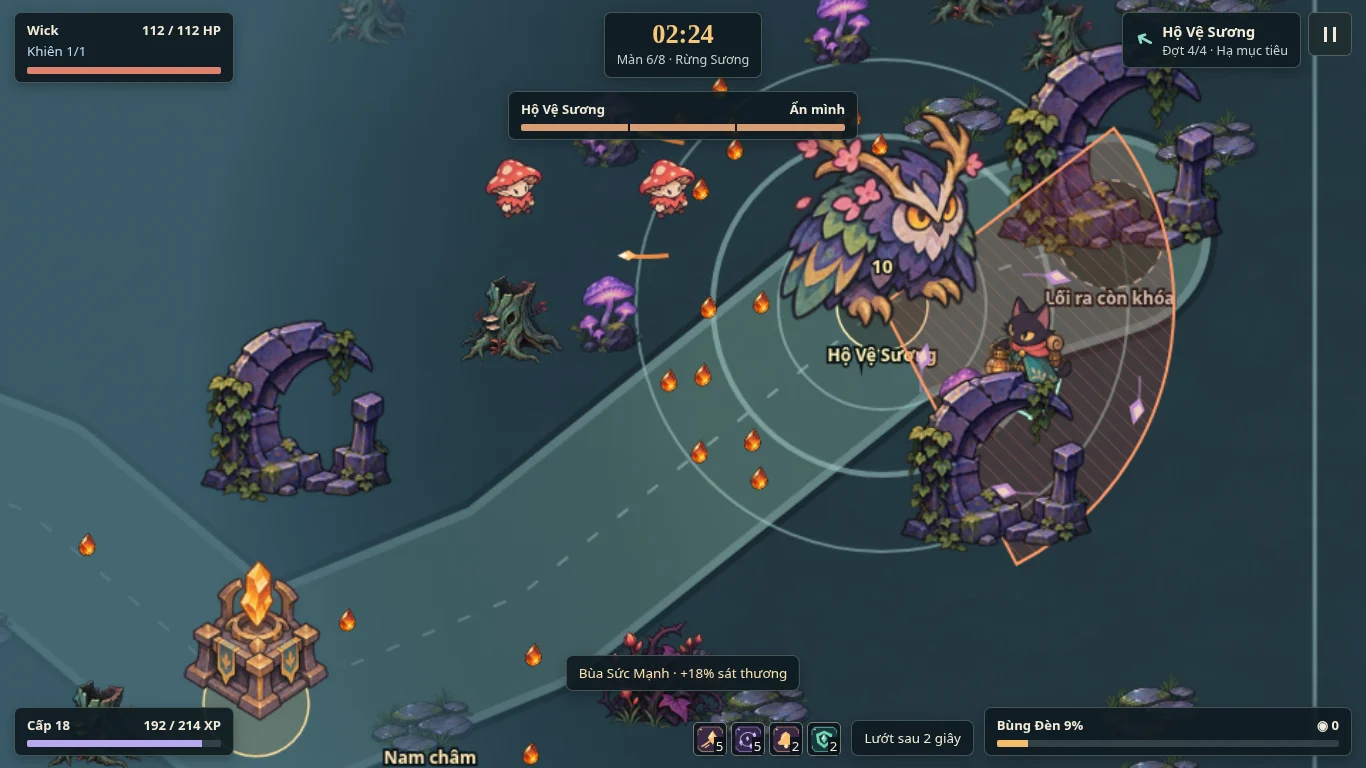 Wick 112 / 112 HP
Khiên 1/1
02:24
Màn 6/8 · Rừng Sương
Hộ Vệ Sương
Đợt 4/4 · Hạ mục tiêu
Hộ Vệ Sương Ẩn mình
10
Lối ra còn khóa
Hộ Vệ Sương
Bùa Sức Mạnh · +18% sát thương
Cấp 18 192 / 214 XP
Nam châm
5
5
2
2
Lướt sau 2 giây
Bùng Đèn 9% ◉ 0